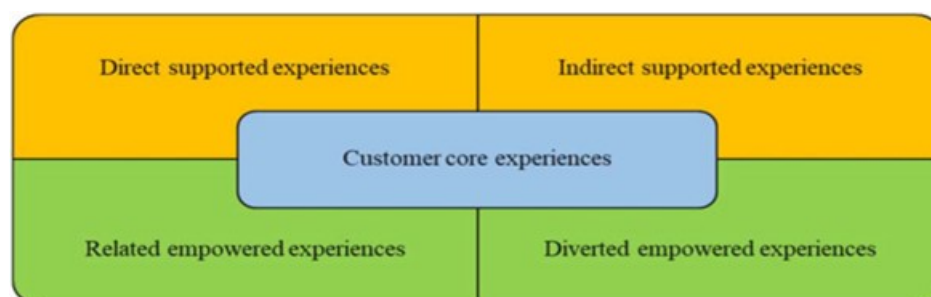 Direct supported experiences
Indirect supported experiences
Customer core experiences
Related empowered experiences
Diverted empowered experiences